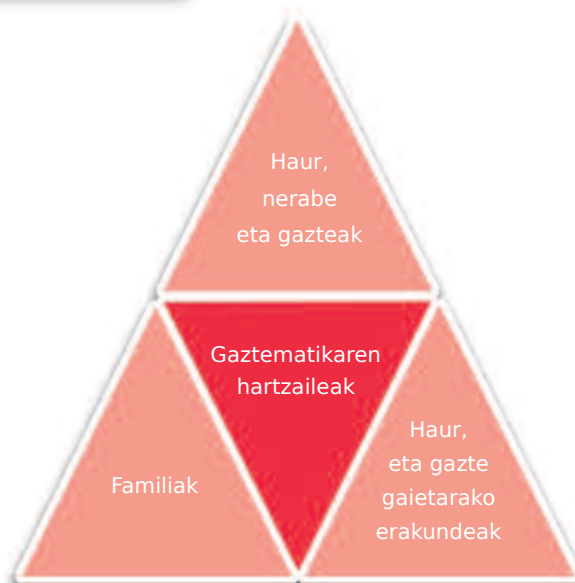 Haur,
nerabe
eta gazteak
Gaztematikaren
hartzaileak
Familiak
Haur,
eta gazte
gaietarako
erakundeak